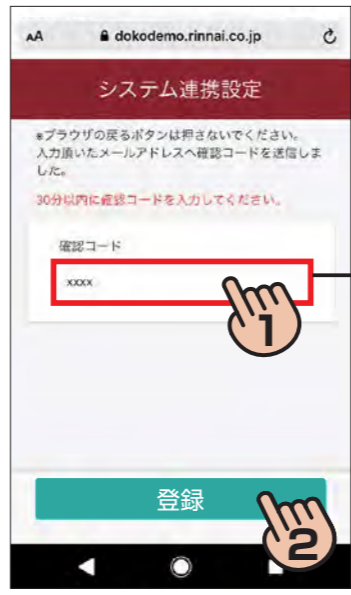 AA dokodemo.rinnai.co.jp
システム連携設定
※ブラウザの戻るボタンは押さないでください。
入力頂いたメールアドレスへ確認コードを送信しま
した。
30分以内に確認コードを入力してください。
確認コード
xxxx
1
登録
2